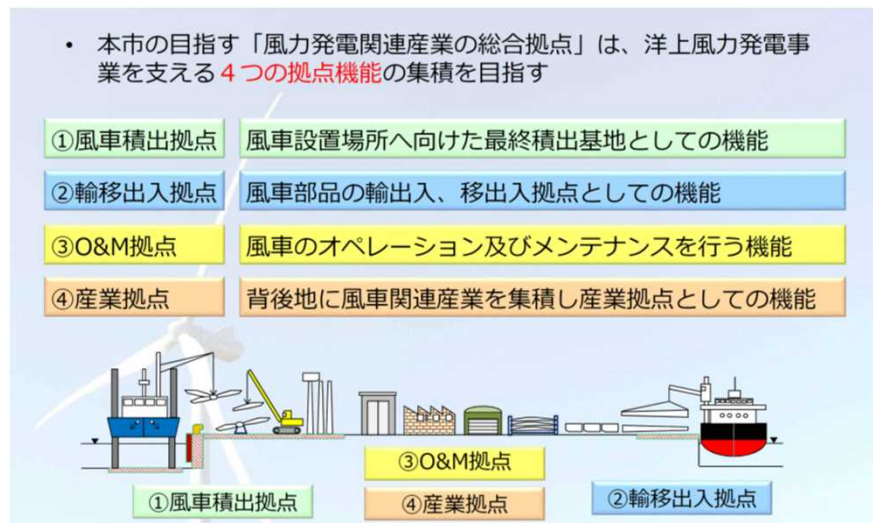 • 本市の目指す「風力発電関連産業の総合拠点」は、洋上風力発電事
業を支える４つの拠点機能の集積を目指す
①風車積出拠点 風車設置場所へ向けた最終積出基地としての機能
②輸移出入拠点 風車部品の輸出入、移出入拠点としての機能
③O&M拠点 風車のオペレーション及びメンテナンスを行う機能
④産業拠点 背後地に風車関連産業を集積し産業拠点としての機能
③O&M拠点
①風車積出拠点 ④産業拠点 ②輸移出入拠点